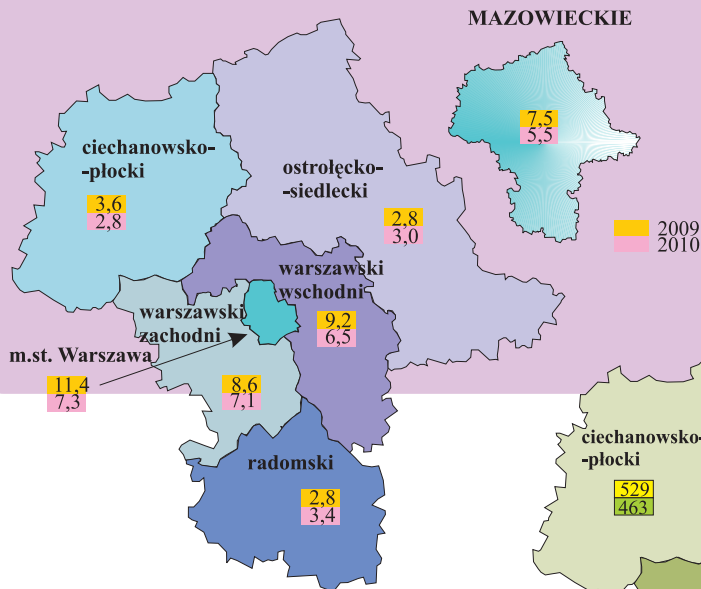 MAZOWIECKIE
7,5
5,5
ciechanowsko-
-płocki
3,6
2,8
ostrołęcko-
-siedlecki
2,8
3,0
2009
2010
warszawski
wschodni
9,2
6,5
warszawski
zachodni
8,6
7,1
m.st. Warszawa
11,4
7,3
radomski
2,8
3,4
ciechanowsko-
-płocki
529
463